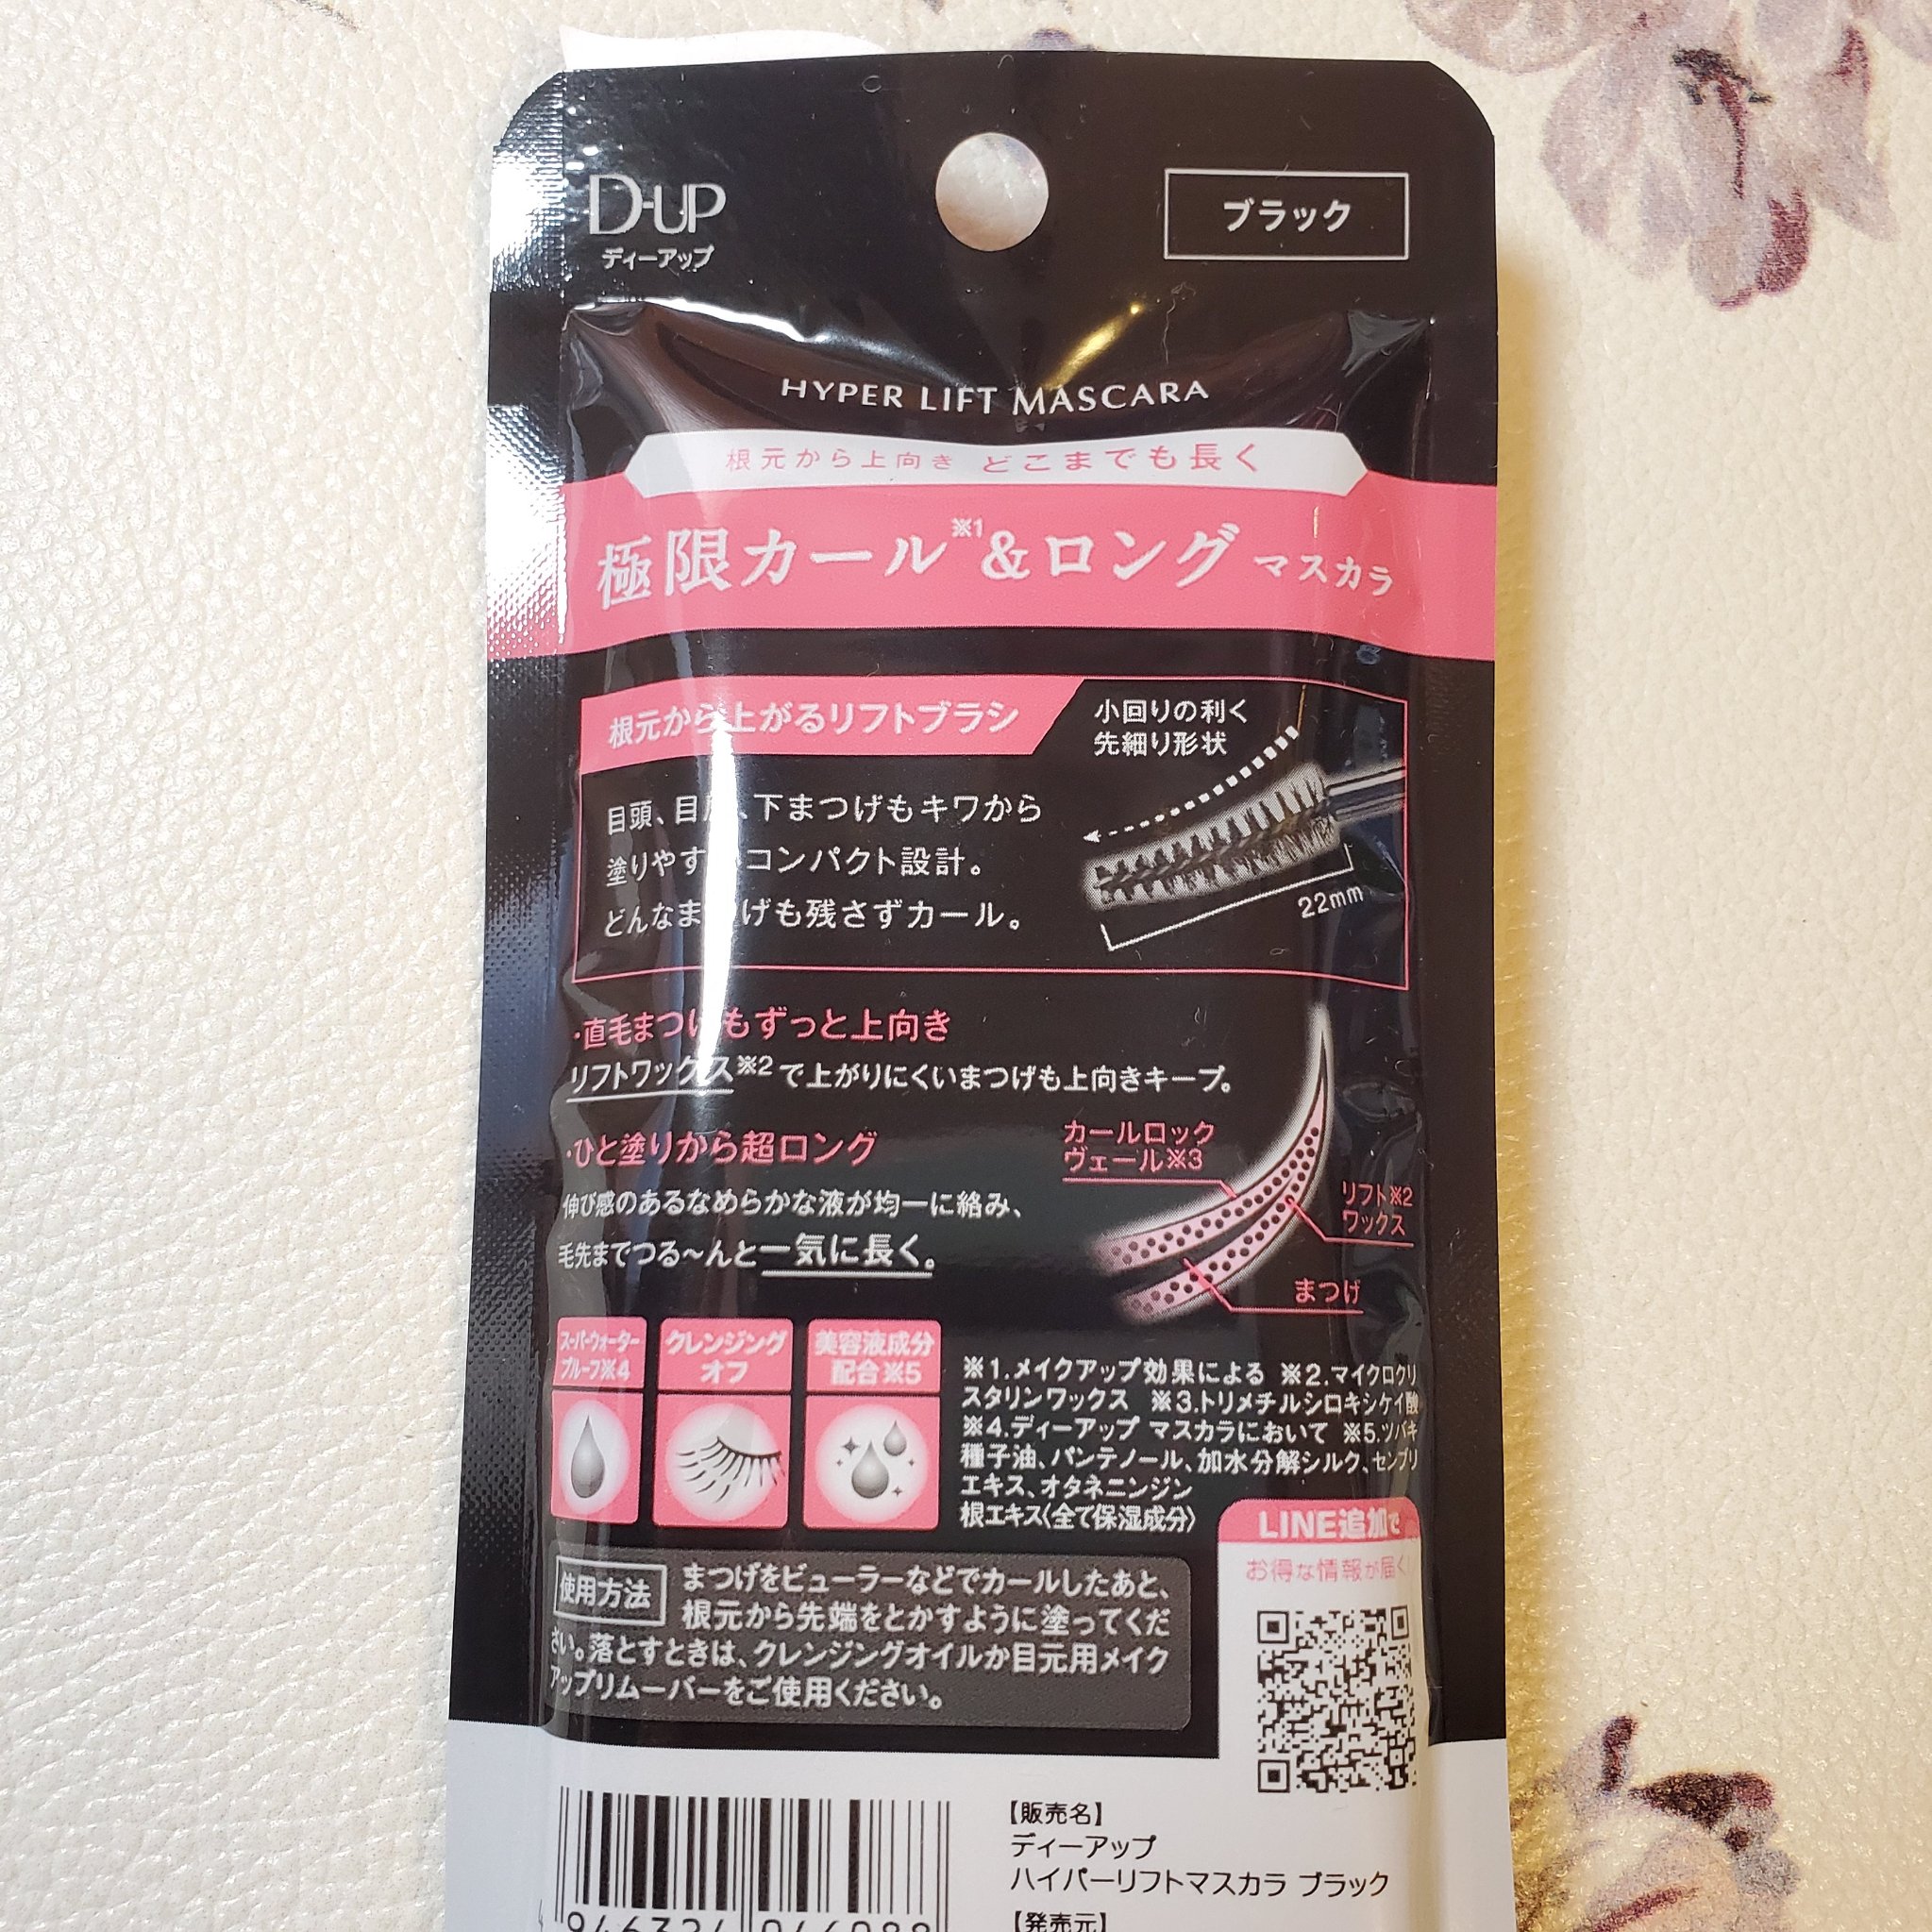 D-UP
ディーアップ
ブラック
HYPER LIFT MASCARA
根元から上向き どこまでも長く
極限カール※1&ロング マスカラ
根元から上がるリフトブラシ
小回りの利く
先細り形状
目頭、目 、下まつげもキワから
塗りやす コンパクト設計。
どんなま げも残さずカール。
22mm
・直毛まつげもずっと上向き
リフトワックス※2で上がりにくいまつげも上向きキープ。
・ひと塗りから超ロング
伸び感のあるなめらかな液が均一に絡み、
毛先までつる〜んと一気に長く。
カールロック
ヴェール※3
リフト※2
ワックス
まつげ
スーパーウォーター
プルーフ※4
クレンジング
オフ
美容液成分
配合※5
※1.メイクアップ効果による ※2.マイクロクリ
スタリンワックス ※3.トリメチルシロキシケイ酸
※4.ディーアップ マスカラにおいて ※5.ツバキ
種子油、パンテノール、加水分解シルク、センブリ
エキス、オタネニンジン
根エキス〈全て保湿成分〉
LINE追加で
お得な情報が届く
使用方法
まつげをビューラーなどでカールしたあと、
根元から先端をとかすように塗ってくだ
さい。落とすときは、クレンジングオイルか目元用メイク
アップリムーバーをご使用ください。
【販売名】
ディーアップ
ハイパーリフトマスカラ ブラック
【発売元】